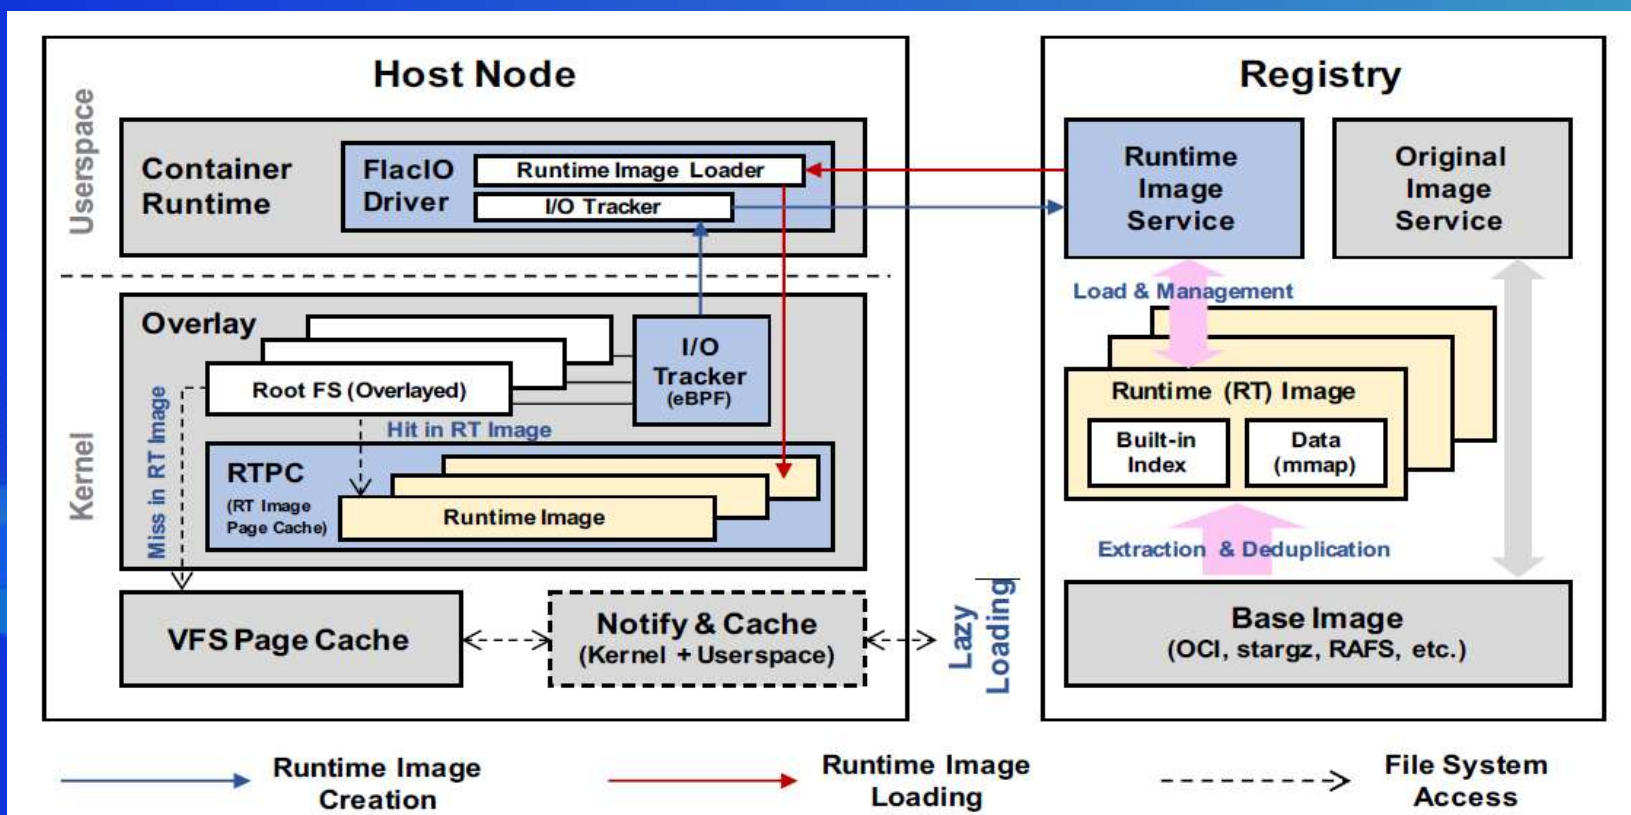 Host Node
Userspace
Container
Runtime
FlacIO
Driver
Runtime Image Loader
I/O Tracker
Kernel
Overlay
Root FS (Overlayed)
I/O
Tracker
(eBPF)
Miss in RT Image
Hit in RT Image
RTPC
(RT Image
Page Cache)
Runtime Image
VFS Page Cache
Notify & Cache
(Kernel + Userspace)
Lazy
Loading
Registry
Runtime
Image
Service
Original
Image
Service
Load & Management
Runtime (RT) Image
Built-in
Index
Data
(mmap)
Extraction & Deduplication
Base Image
(OCI, stargz, RAFS, etc.)
Runtime Image
Creation
Runtime Image
Loading
File System
Access